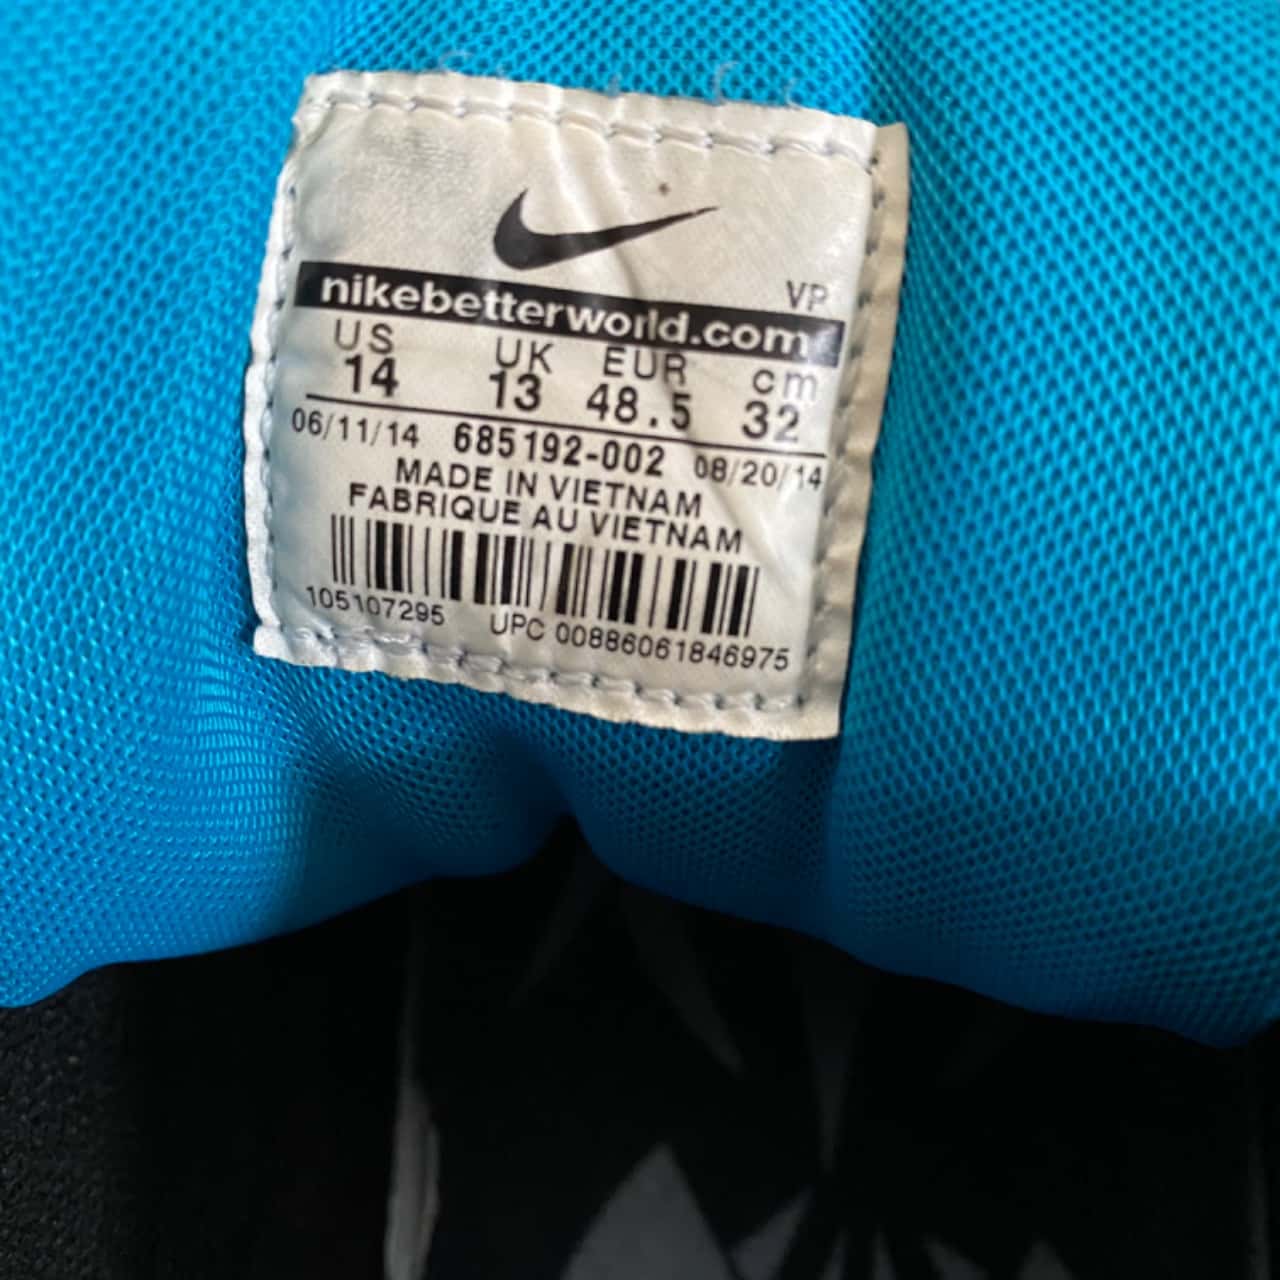 VP
nikebetterworld.com
US UK EUR cm
14 13 48.5 32
06/11/14 685192-002 08/20/14
MADE IN VIETNAM
FABRIQUE AU VIETNAM
105107295 UPC 00886061846975